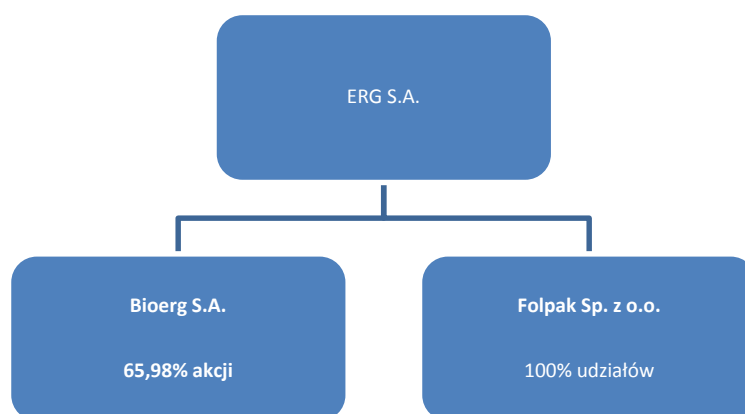 ERG S.A.
Bioerg S.A.
65,98% akcji
Folpak Sp. z o.o.
100% udziałów